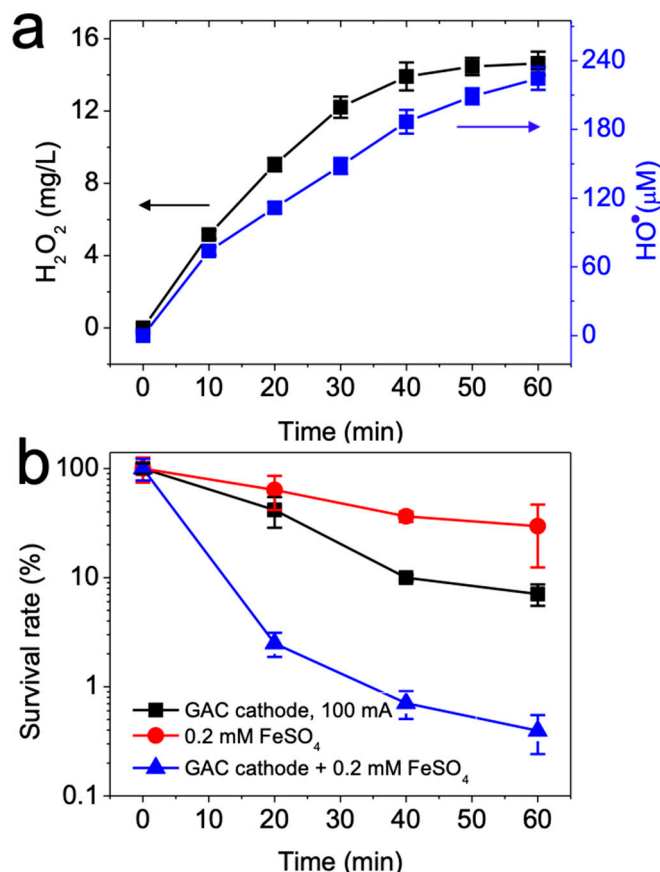 a
16
12
8
4
0
H₂O₂ (mg/L)
240
180
120
60
0
HO• (μM)
0 10 20 30 40 50 60
Time (min)
b
100
10
1
0.1
Survival rate (%)
GAC cathode, 100 mA
0.2 mM FeSO₄
GAC cathode + 0.2 mM FeSO₄
0 10 20 30 40 50 60
Time (min)